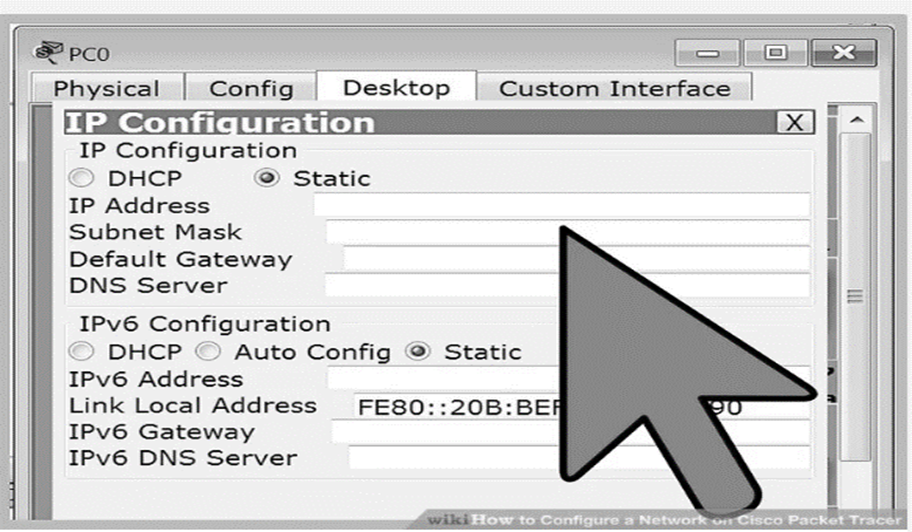 PC0
Physical Config Desktop Custom Interface
IP Configuration X
IP Configuration
DHCP Static
IP Address
Subnet Mask
Default Gateway
DNS Server
IPv6 Configuration
DHCP Auto Config Static
IPv6 Address
Link Local Address FE80::20B:BE 90
IPv6 Gateway
IPv6 DNS Server
wikiHow to Configure a Network on Cisco Packet Tracer